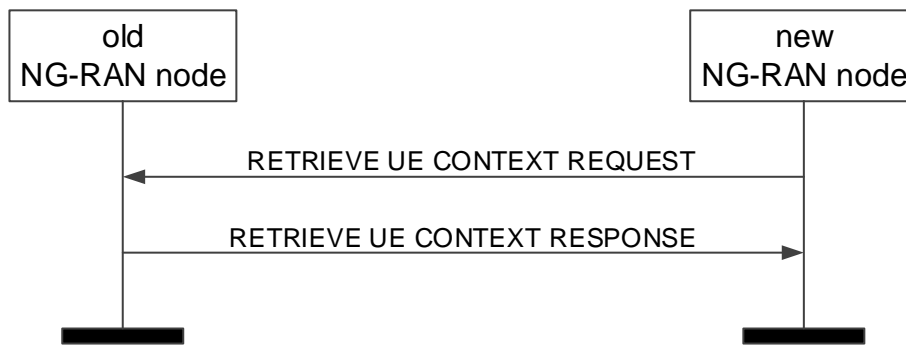 old
NG-RAN node
new
NG-RAN node
RETRIEVE UE CONTEXT REQUEST
RETRIEVE UE CONTEXT RESPONSE